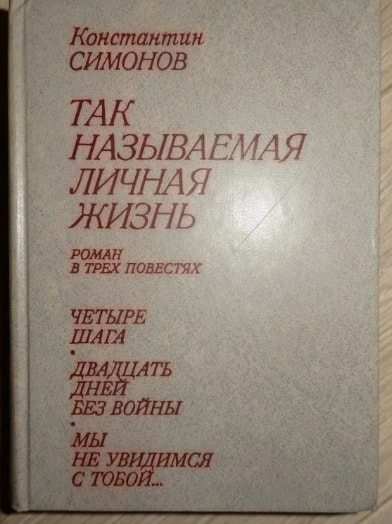 Константин
СИМОНОВ
ТАК
НАЗЫВАЕМАЯ
ЛИЧНАЯ
ЖИЗНЬ
РОМАН
В ТРЕХ ПОВЕСТЯХ
ЧЕТЫРЕ
ШАГА
•
ДВАДЦАТЬ
ДНЕЙ
БЕЗ ВОЙНЫ
•
МЫ
НЕ УВИДИМСЯ
С ТОБОЙ...